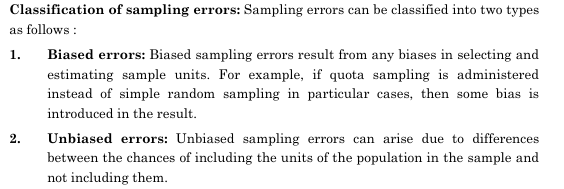 Classification of sampling errors: Sampling errors can be classified into two types
as follows :
1. Biased errors: Biased sampling errors result from any biases in selecting and
estimating sample units. For example, if quota sampling is administered
instead of simple random sampling in particular cases, then some bias is
introduced in the result.
2. Unbiased errors: Unbiased sampling errors can arise due to differences
between the chances of including the units of the population in the sample and
not including them.